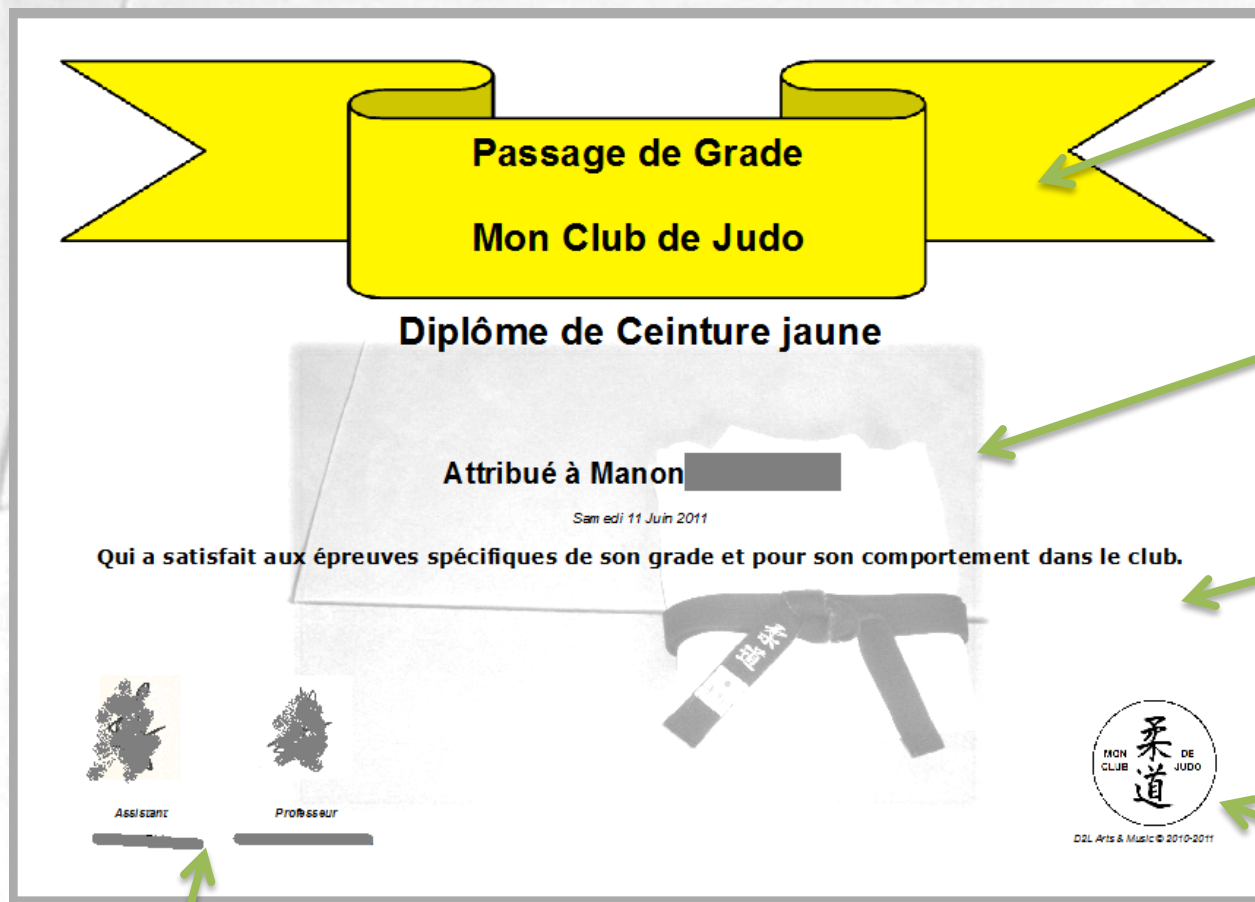 Passage de Grade
Mon Club de Judo
Diplôme de Ceinture jaune
Attribué à Manon
Samedi 11 Juin 2011
Qui a satisfait aux épreuves spécifiques de son grade et pour son comportement dans le club.
Assistant
Professeur
MON CLUB
柔道
DE JUDO
D2L Arts & Music © 2010-2011